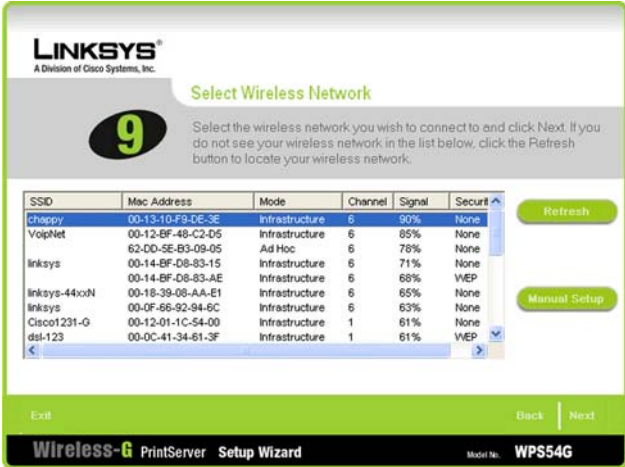 LINKSYS®
A Division of Cisco Systems, Inc.
Select Wireless Network
9
Select the wireless network you wish to connect to and click Next. If you
do not see your wireless network in the list below, click the Refresh
button to locate your wireless network.
SSID Mac Address Mode Channel Signal Securit
chappy 00-13-10-F9-DE-3E Infrastructure 6 90% None
VoipNet 00-12-BF-48-C2-D5 Infrastructure 6 85% None
62-DD-5E-B3-09-05 Ad Hoc 6 78% None
linksys 00-14-BF-D8-83-15 Infrastructure 6 71% None
00-14-BF-D8-83-AE Infrastructure 6 68% WEP
linksys-44xxN 00-18-39-08-AA-E1 Infrastructure 6 65% None
linksys 00-0F-66-92-94-6C Infrastructure 6 63% None
Cisco1231-G 00-12-01-1C-54-00 Infrastructure 1 61% None
dsl-123 00-0C-41-34-61-3F Infrastructure 1 61% WEP
Refresh
Manual Setup
Exit
Back
Next
Wireless-G PrintServer Setup Wizard
Model No. WPS54G